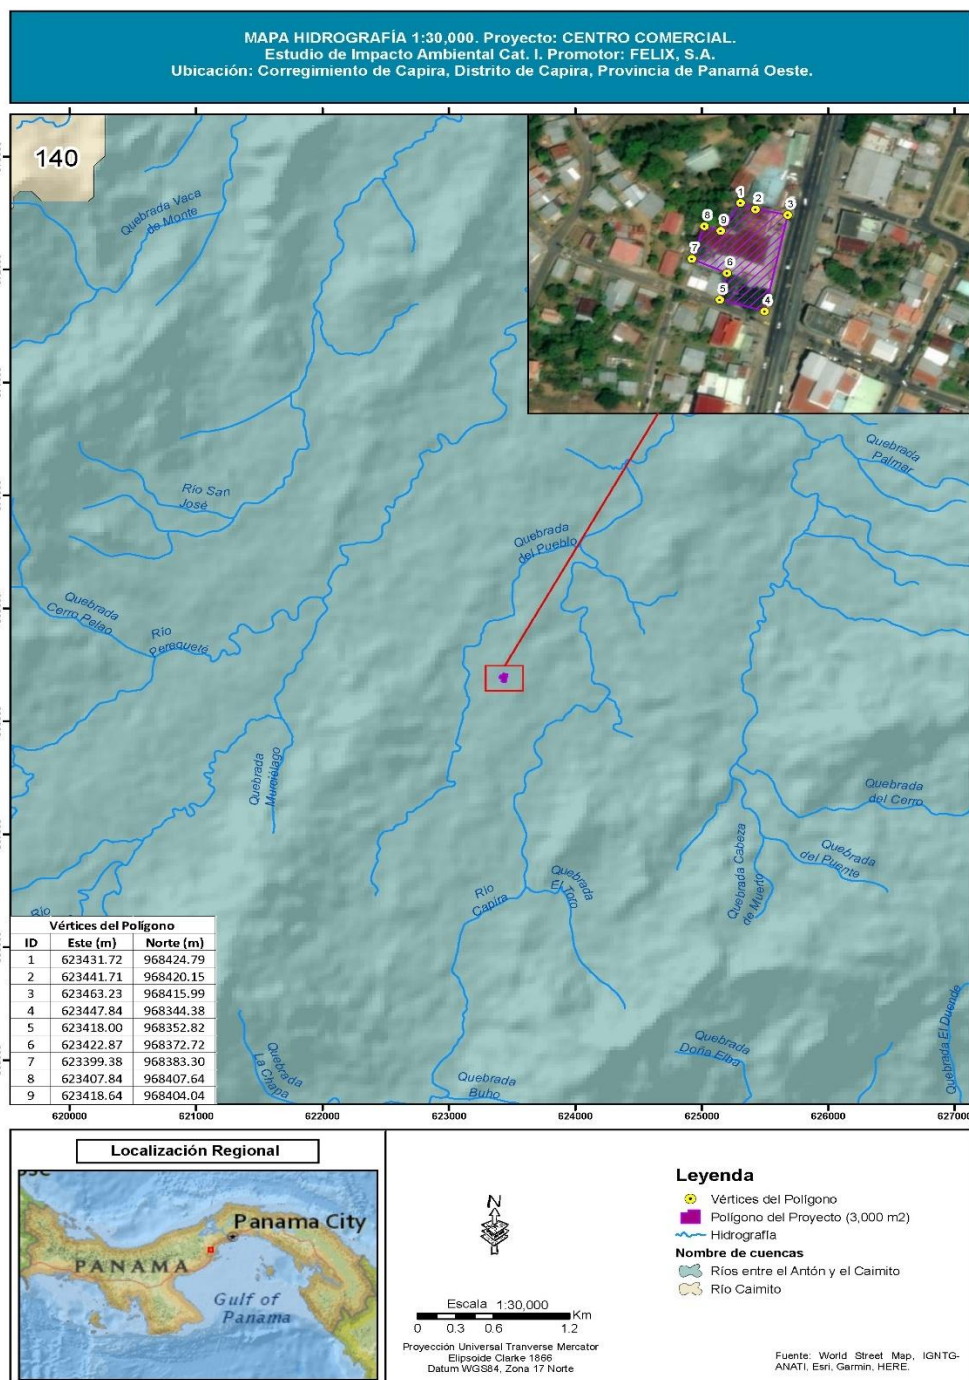 MAPA HIDROGRAFÍA 1:30,000. Proyecto: CENTRO COMERCIAL.
Estudio de Impacto Ambiental Cat. I. Promotor: FELIX, S.A.
Ubicación: Corregimiento de Capira, Distrito de Capira, Provincia de Panamá Oeste.
140
Quebrada Vaca
de Monte
1
2
3
8
9
7
6
5
4
Quebrada
Palmar
Río San
José
Quebrada
del Pueblo
Quebrada
Cerro Pelao
Río
Perequeté
Quebrada
Murciélago
Quebrada
del Cerro
Quebrada
del Puente
Quebrada Cabeza
de Muerto
Quebrada
El Toro
Río
Capira
Río
Quebrada
La Chapa
Quebrada
Buho
Quebrada
Doña Elba
Quebrada El Duende
Vértices del Polígono
ID Este (m) Norte (m)
1 623431.72 968424.79
2 623441.71 968420.15
3 623463.23 968415.99
4 623447.84 968344.38
5 623418.00 968352.82
6 623422.87 968372.72
7 623399.38 968383.30
8 623407.84 968407.64
9 623418.64 968404.04
620000 621000 622000 623000 624000 625000 626000 627000
Localización Regional
Panama City
PANAMA
Gulf of
Panama
N
Escala 1:30,000
Km
0 0.3 0.6 1.2
Proyección Universal Tranverse Mercator
Elipsoide Clarke 1866
Datum WGS84, Zona 17 Norte
Leyenda
Vértices del Polígono
Polígono del Proyecto (3,000 m2)
Hidrografía
Nombre de cuencas
Ríos entre el Antón y el Caimito
Río Caimito
Fuente: World Street Map, IGNTG-
ANATI, Esri, Garmin, HERE.